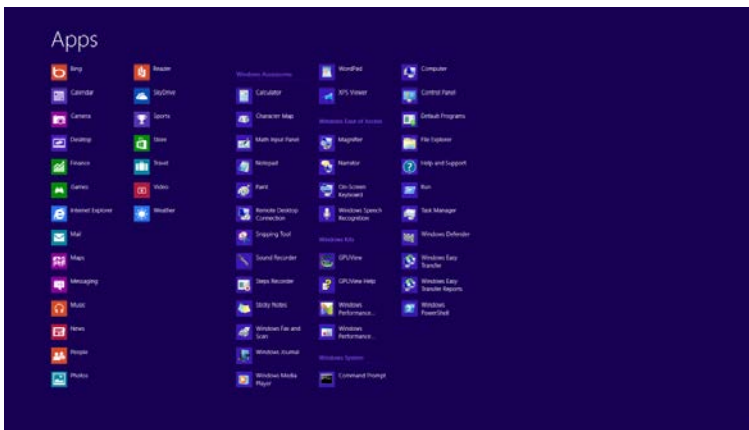 Apps
Bing
Calendar
Camera
Desktop
Finance
Games
Internet Explorer
Mail
Maps
Messaging
Music
News
People
Photos
Reader
SkyDrive
Sports
Store
Travel
Video
Weather
Windows Accessories
Calculator
Character Map
Math Input Panel
Notepad
Paint
Remote Desktop
Connection
Snipping Tool
Sound Recorder
Steps Recorder
Sticky Notes
Windows Fax and
Scan
Windows Journal
Windows Media
Player
WordPad
XPS Viewer
Windows Ease of Access
Magnifier
Narrator
On-Screen
Keyboard
Windows Speech
Recognition
Windows Kits
GPUView
GPUView Help
Windows
Performance...
Windows
Performance...
Windows System
Command Prompt
Computer
Control Panel
Default Programs
File Explorer
Help and Support
Run
Task Manager
Windows Defender
Windows Easy
Transfer
Windows Easy
Transfer Reports
Windows
PowerShell